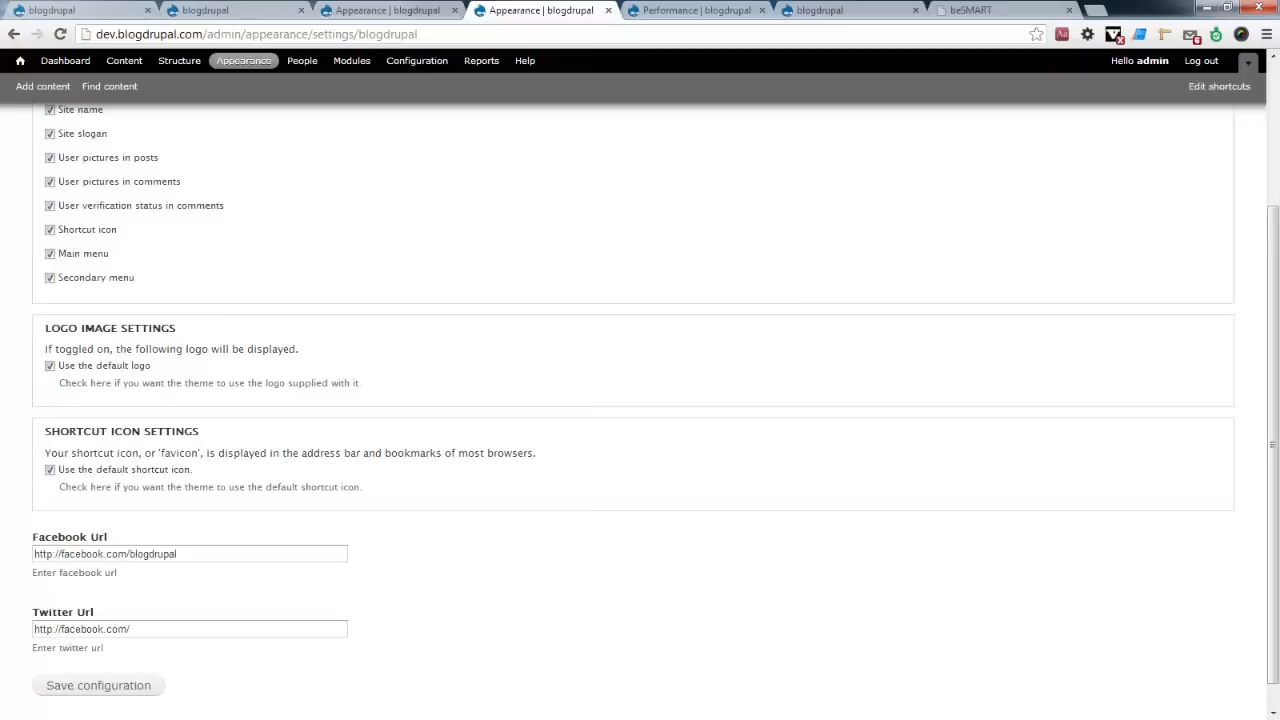 blogdrupal
blogdrupal
Appearance | blogdrupal
Appearance | blogdrupal
Performance | blogdrupal
blogdrupal
beSMART
dev.blogdrupal.com/admin/appearance/settings/blogdrupal
Dashboard Content Structure Appearance People Modules Configuration Reports Help Hello admin Log out
Add content Find content Edit shortcuts
Site name
Site slogan
User pictures in posts
User pictures in comments
User verification status in comments
Shortcut icon
Main menu
Secondary menu
LOGO IMAGE SETTINGS
If toggled on, the following logo will be displayed.
Use the default logo
Check here if you want the theme to use the logo supplied with it.
SHORTCUT ICON SETTINGS
Your shortcut icon, or 'favicon', is displayed in the address bar and bookmarks of most browsers.
Use the default shortcut icon.
Check here if you want the theme to use the default shortcut icon.
Facebook Url
http://facebook.com/blogdrupal
Enter facebook url
Twitter Url
http://facebook.com/
Enter twitter url
Save configuration